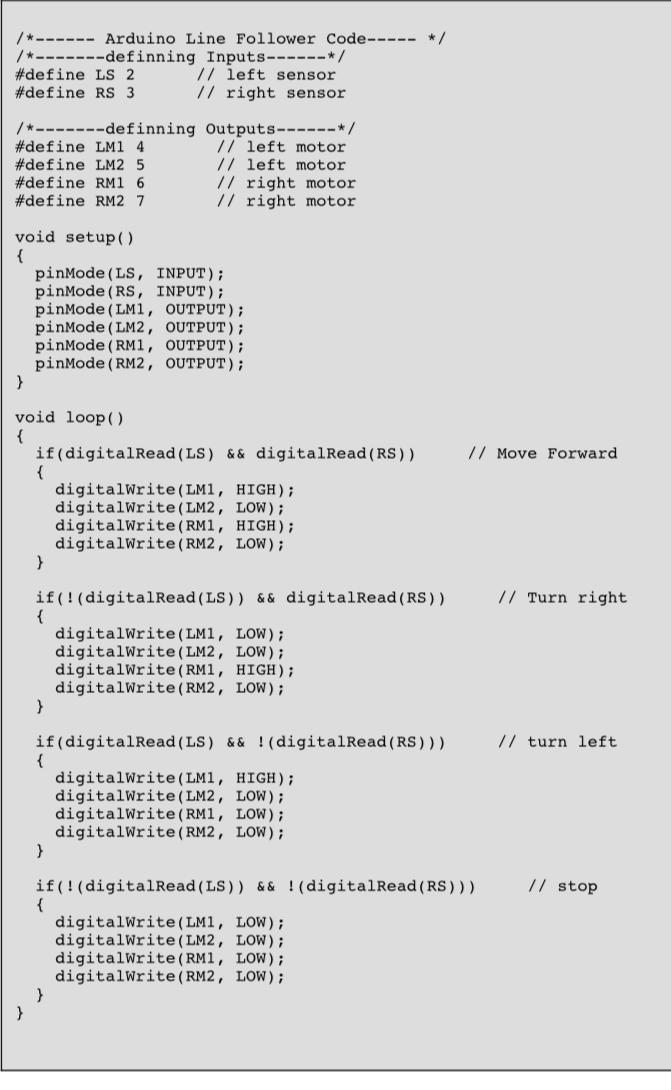 /*------ Arduino Line Follower Code----- */
/*-------definning Inputs------*/
#define LS 2      // left sensor
#define RS 3      // right sensor

/*-------definning Outputs------*/
#define LM1 4       // left motor
#define LM2 5       // left motor
#define RM1 6       // right motor
#define RM2 7       // right motor

void setup()
{
  pinMode(LS, INPUT);
  pinMode(RS, INPUT);
  pinMode(LM1, OUTPUT);
  pinMode(LM2, OUTPUT);
  pinMode(RM1, OUTPUT);
  pinMode(RM2, OUTPUT);
}

void loop()
{
  if(digitalRead(LS) && digitalRead(RS))     // Move Forward
  {
    digitalWrite(LM1, HIGH);
    digitalWrite(LM2, LOW);
    digitalWrite(RM1, HIGH);
    digitalWrite(RM2, LOW);
  }

  if(!(digitalRead(LS)) && digitalRead(RS))     // Turn right
  {
    digitalWrite(LM1, LOW);
    digitalWrite(LM2, LOW);
    digitalWrite(RM1, HIGH);
    digitalWrite(RM2, LOW);
  }

  if(digitalRead(LS) && !(digitalRead(RS)))     // turn left
  {
    digitalWrite(LM1, HIGH);
    digitalWrite(LM2, LOW);
    digitalWrite(RM1, LOW);
    digitalWrite(RM2, LOW);
  }

  if(!(digitalRead(LS)) && !(digitalRead(RS)))     // stop
  {
    digitalWrite(LM1, LOW);
    digitalWrite(LM2, LOW);
    digitalWrite(RM1, LOW);
    digitalWrite(RM2, LOW);
  }
}